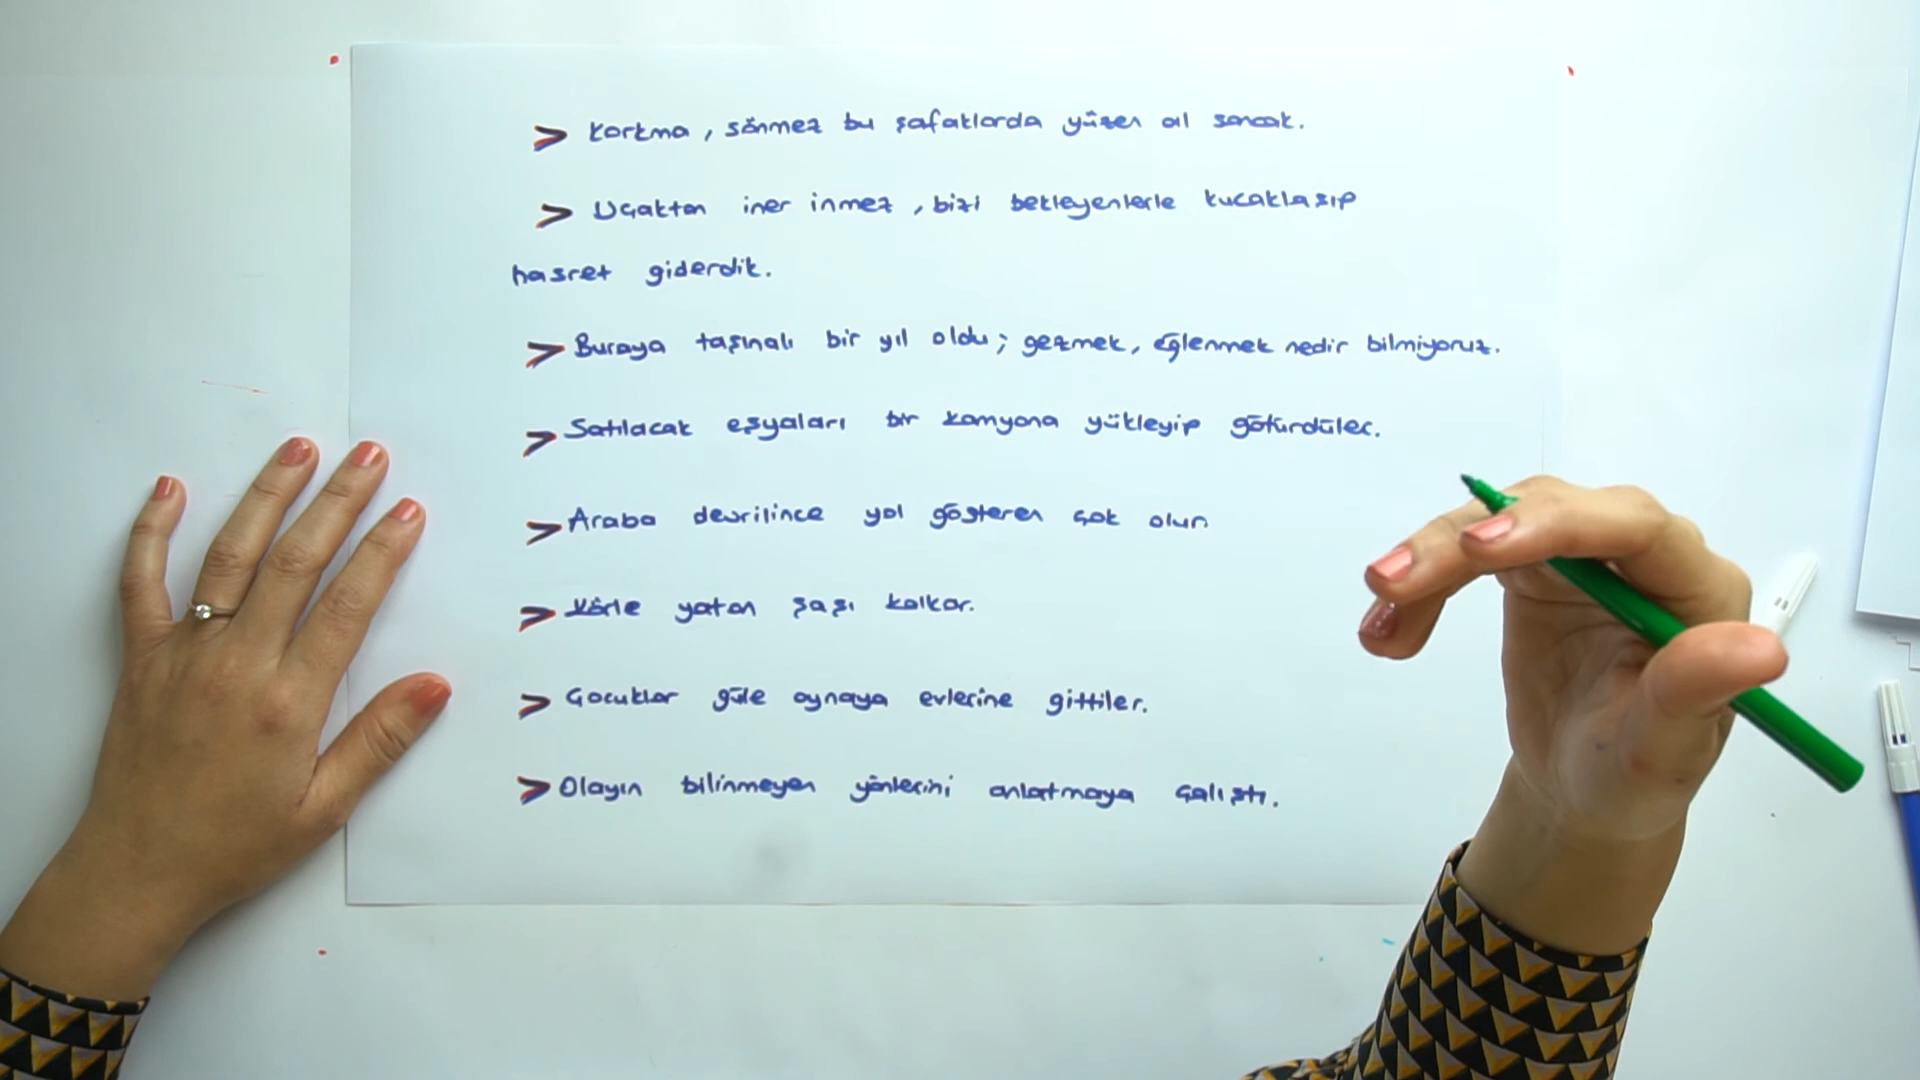 > Korkma, sönmez bu şafaklarda yüzen al sancak.
> Uçaktan iner inmez, bizi bekleyenlerle kucaklaşıp
hasret giderdik.
> Buraya taşınalı bir yıl oldu; gezmek, eğlenmek nedir bilmiyoruz.
> Satılacak eşyaları bir kamyona yükleyip götürdüler.
> Araba devrilince yol gösteren çok olur.
> Körle yatan şaşı kalkar.
> Çocuklar güle oynaya evlerine gittiler.
> Olayın bilinmeyen yönlerini anlatmaya çalıştı.